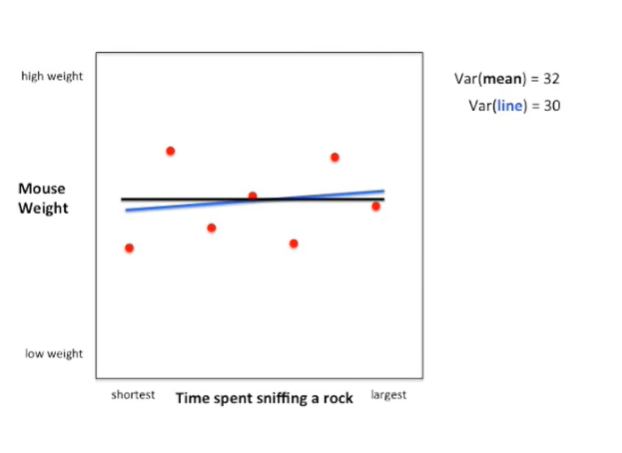 high weight
Var(mean) = 32
Var(line) = 30
Mouse
Weight
low weight
shortest Time spent sniffing a rock largest